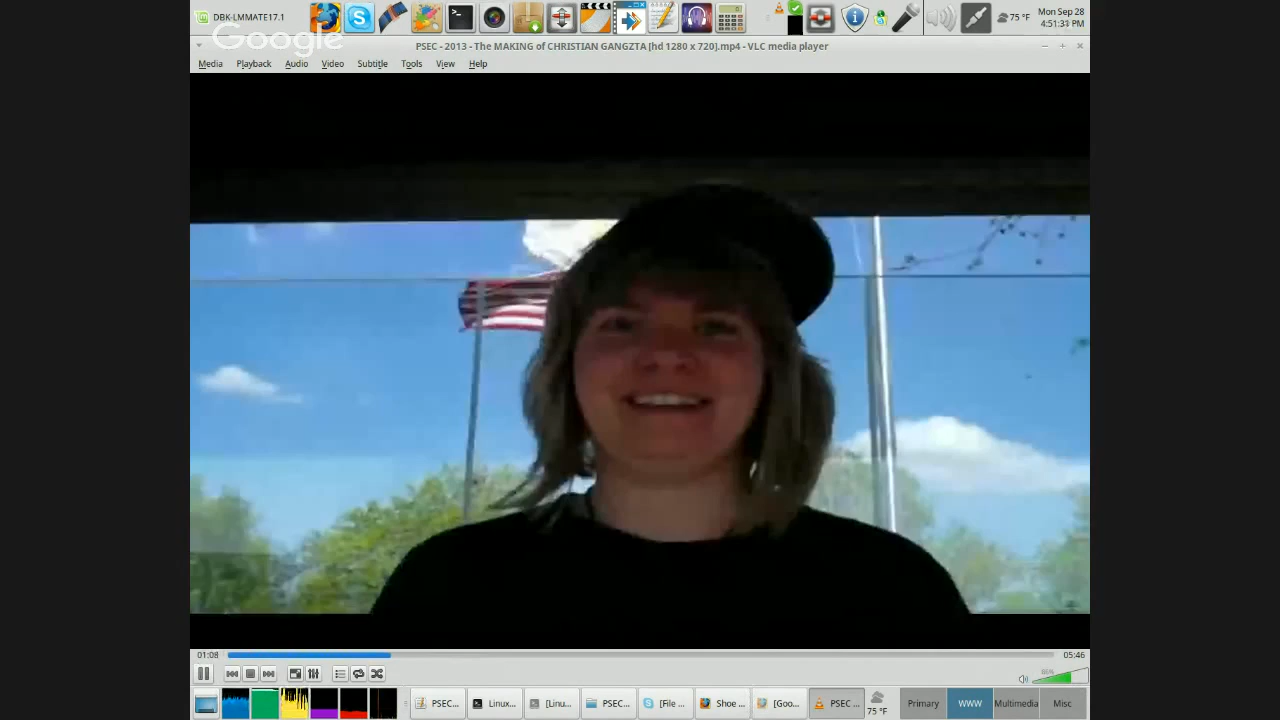 DBK-LMMATE17.1
75 °F
Mon Sep 28
4:51:31 PM
Google
PSEC - 2013 - The MAKING of CHRISTIAN GANGZTA [hd 1280 x 720].mp4 - VLC media player
Media Playback Audio Video Subtitle Tools View Help
01:08
05:46
PSEC...
Linux...
[Linu...
PSEC...
[File ...
Shoe ...
[Goo...
PSEC ...
75 °F
Primary
WWW
Multimedia
Misc